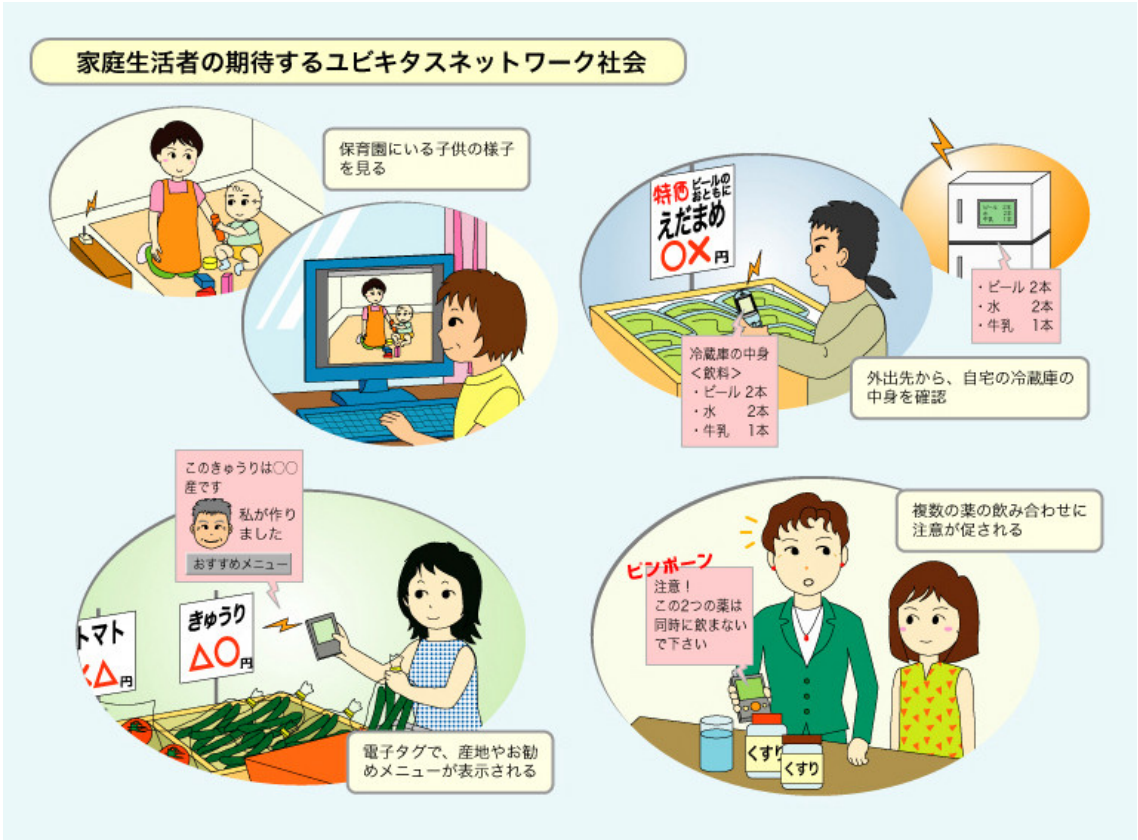 家庭生活者の期待するユビキタスネットワーク社会
保育園にいる子供の様子
を見る
特価 ビールの
おともに
えだまめ
〇×円
ビール 2本
水 2本
牛乳 1本
・ビール 2本
・水 2本
・牛乳 1本
冷蔵庫の中身
<飲料>
・ビール 2本
・水 2本
・牛乳 1本
外出先から、自宅の冷蔵庫の
中身を確認
このきゅうりは〇〇
産です
私が作り
ました
おすすめメニュー
トマト
×△円
きゅうり
△〇円
電子タグで、産地やお勧
めメニューが表示される
複数の薬の飲み合わせに
注意が促される
ピンポーン
注意!
この2つの薬は
同時に飲まない
で下さい
くすり
くすり